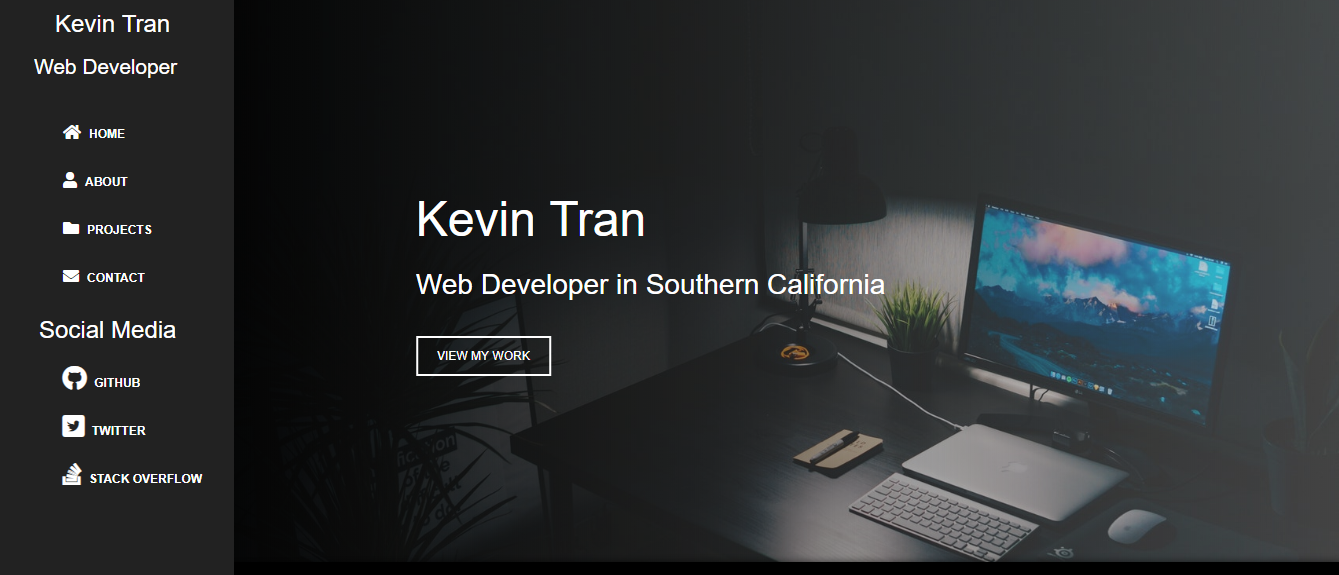 Kevin Tran
Web Developer
HOME
ABOUT
PROJECTS
CONTACT
Social Media
GITHUB
TWITTER
STACK OVERFLOW
Kevin Tran
Web Developer in Southern California
VIEW MY WORK